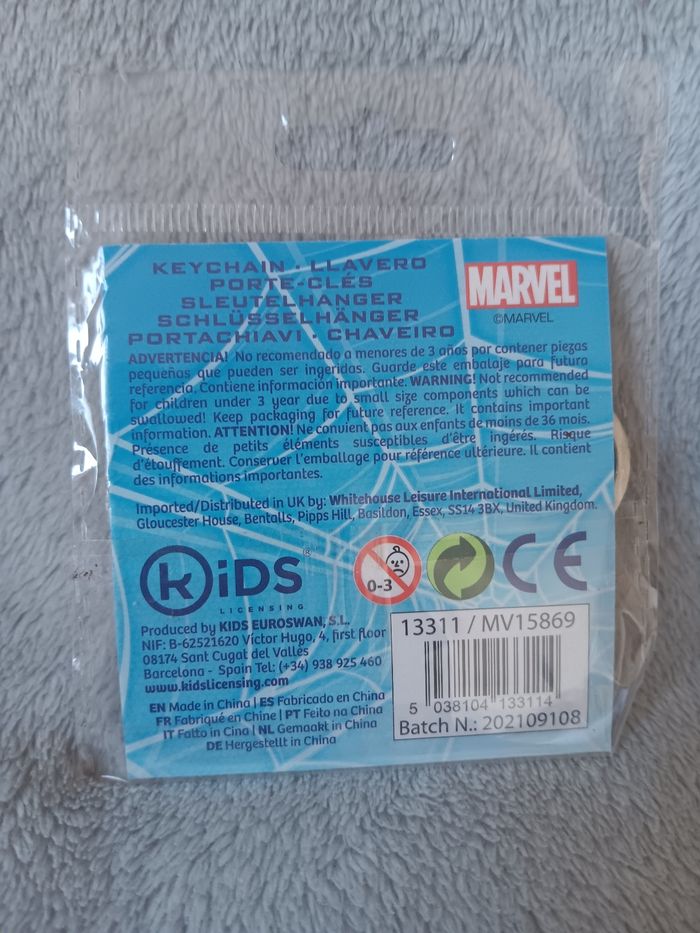 KEYCHAIN · LLAVERO
PORTE-CLÉS
SLEUTELHANGER
SCHLÜSSELHÄNGER
PORTACHIAVI · CHAVEIRO
MARVEL
©MARVEL
ADVERTENCIA! No recomendado a menores de 3 años por contener piezas
pequeñas que pueden ser ingeridas. Guarde este embalaje para futura
referencia. Contiene información importante. WARNING! Not recommended
for children under 3 year due to small size components which can be
swallowed! Keep packaging for future reference. It contains important
information. ATTENTION! Ne convient pas aux enfants de moins de 36 mois.
Présence de petits éléments susceptibles d'être ingérés. Risque
d'étouffement. Conserver l'emballage pour référence ultérieure. Il contient
des informations importantes.
Imported/Distributed in UK by: Whitehouse Leisure International Limited,
Gloucester House, Bentalls, Pipps Hill, Basildon, Essex, SS14 3BX, United Kingdom.
KiDS®
LICENSING
0-3
CE
Produced by KIDS EUROSWAN, S.L.
NIF: B-62521620 Víctor Hugo, 4, first floor
08174 Sant Cugat del Vallés
Barcelona - Spain Tel: (+34) 938 925 460
www.kidslicensing.com
EN Made in China | ES Fabricado en China
FR Fabriqué en Chine | PT Feito na China
IT Fatto in Cina | NL Gemaakt in China
DE Hergestellt in China
13311 / MV15869
5 038104 133114
Batch N.: 202109108